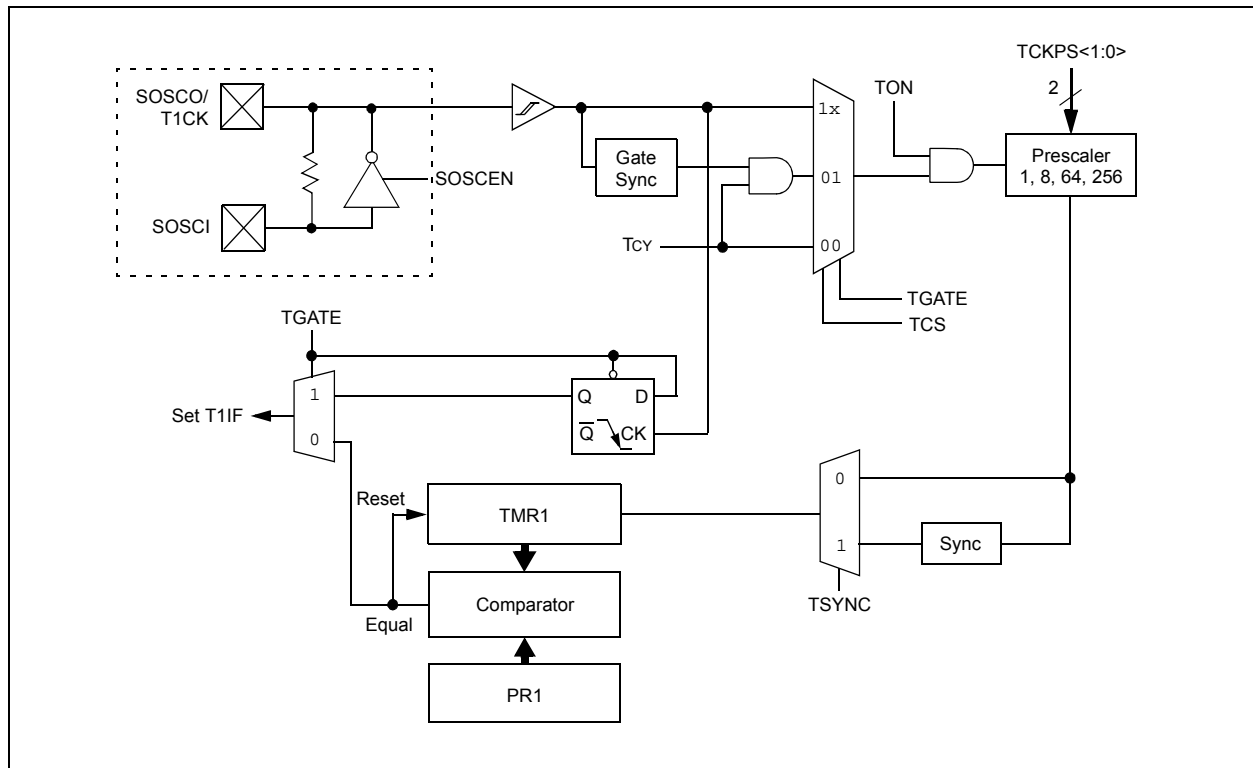 TCKPS<1:0>
2
TON
SOSCO/
T1CK
1x
Gate
Sync
Prescaler
1, 8, 64, 256
SOSCEN
01
SOSCI
TCY
00
TGATE
TCS
TGATE
1
Q
D
Set T1IF
0
Q
CK
Reset
TMR1
0
1
Sync
Comparator
TSYNC
Equal
PR1